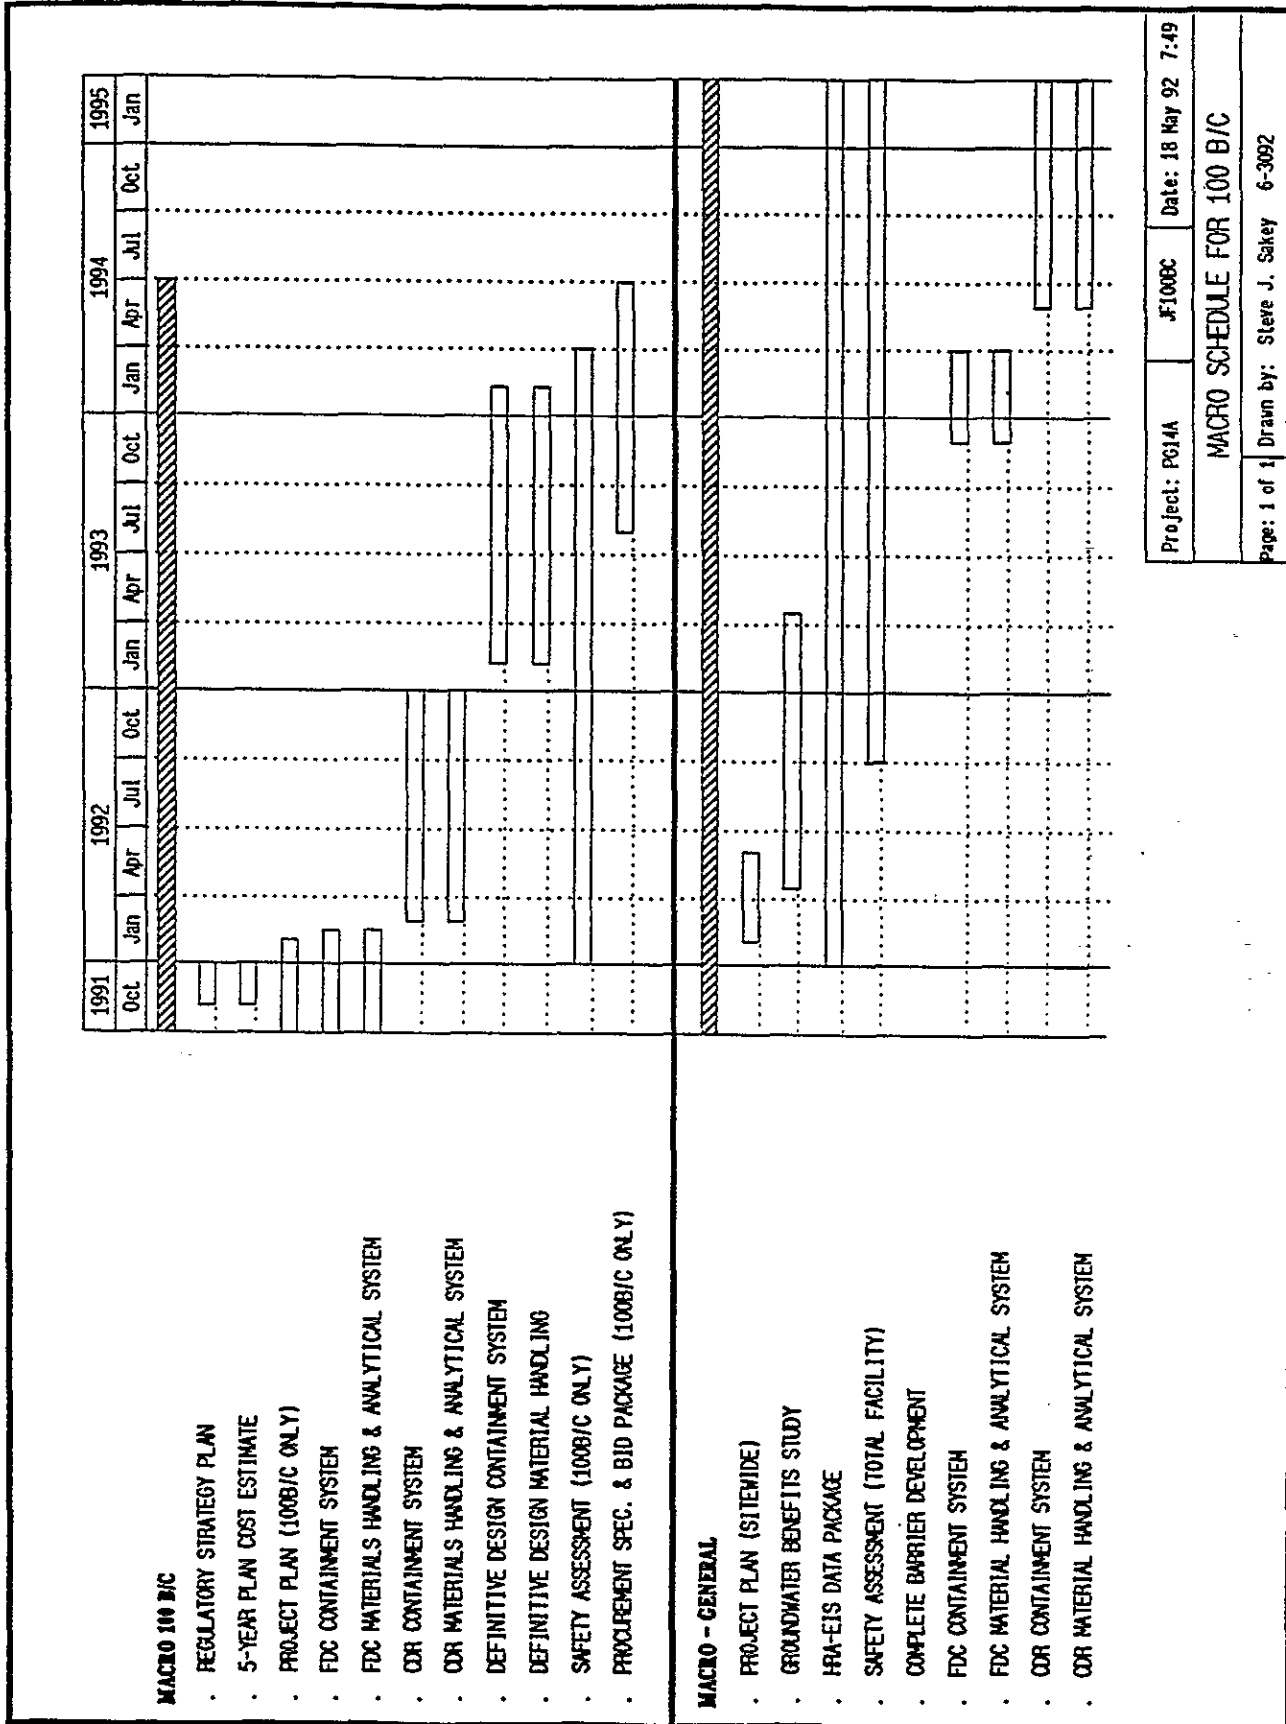 1991 1992 1993 1994 1995
Oct Jan Apr Jul Oct Jan Apr Jul Oct Jan Apr Jul Oct Jan
MACRO 100 B/C
. REGULATORY STRATEGY PLAN
. 5-YEAR PLAN COST ESTIMATE
. PROJECT PLAN (100B/C ONLY)
. FDC CONTAINMENT SYSTEM
. FDC MATERIALS HANDLING & ANALYTICAL SYSTEM
. CDR CONTAINMENT SYSTEM
. CDR MATERIALS HANDLING & ANALYTICAL SYSTEM
. DEFINITIVE DESIGN CONTAINMENT SYSTEM
. DEFINITIVE DESIGN MATERIAL HANDLING
. SAFETY ASSESSMENT (100B/C ONLY)
. PROCUREMENT SPEC. & BID PACKAGE (100B/C ONLY)
MACRO - GENERAL
. PROJECT PLAN (SITEWIDE)
. GROUNDWATER BENEFITS STUDY
. HRA-EIS DATA PACKAGE
. SAFETY ASSESSMENT (TOTAL FACILITY)
. COMPLETE BARRIER DEVELOPMENT
. FDC CONTAINMENT SYSTEM
. FDC MATERIAL HANDLING & ANALYTICAL SYSTEM
. CDR CONTAINMENT SYSTEM
. CDR MATERIAL HANDLING & ANALYTICAL SYSTEM
Project: PG14A JF100BC Date: 18 May 92 7:49
MACRO SCHEDULE FOR 100 B/C
Page: 1 of 1 Drawn by: Steve J. Sakey 6-3092